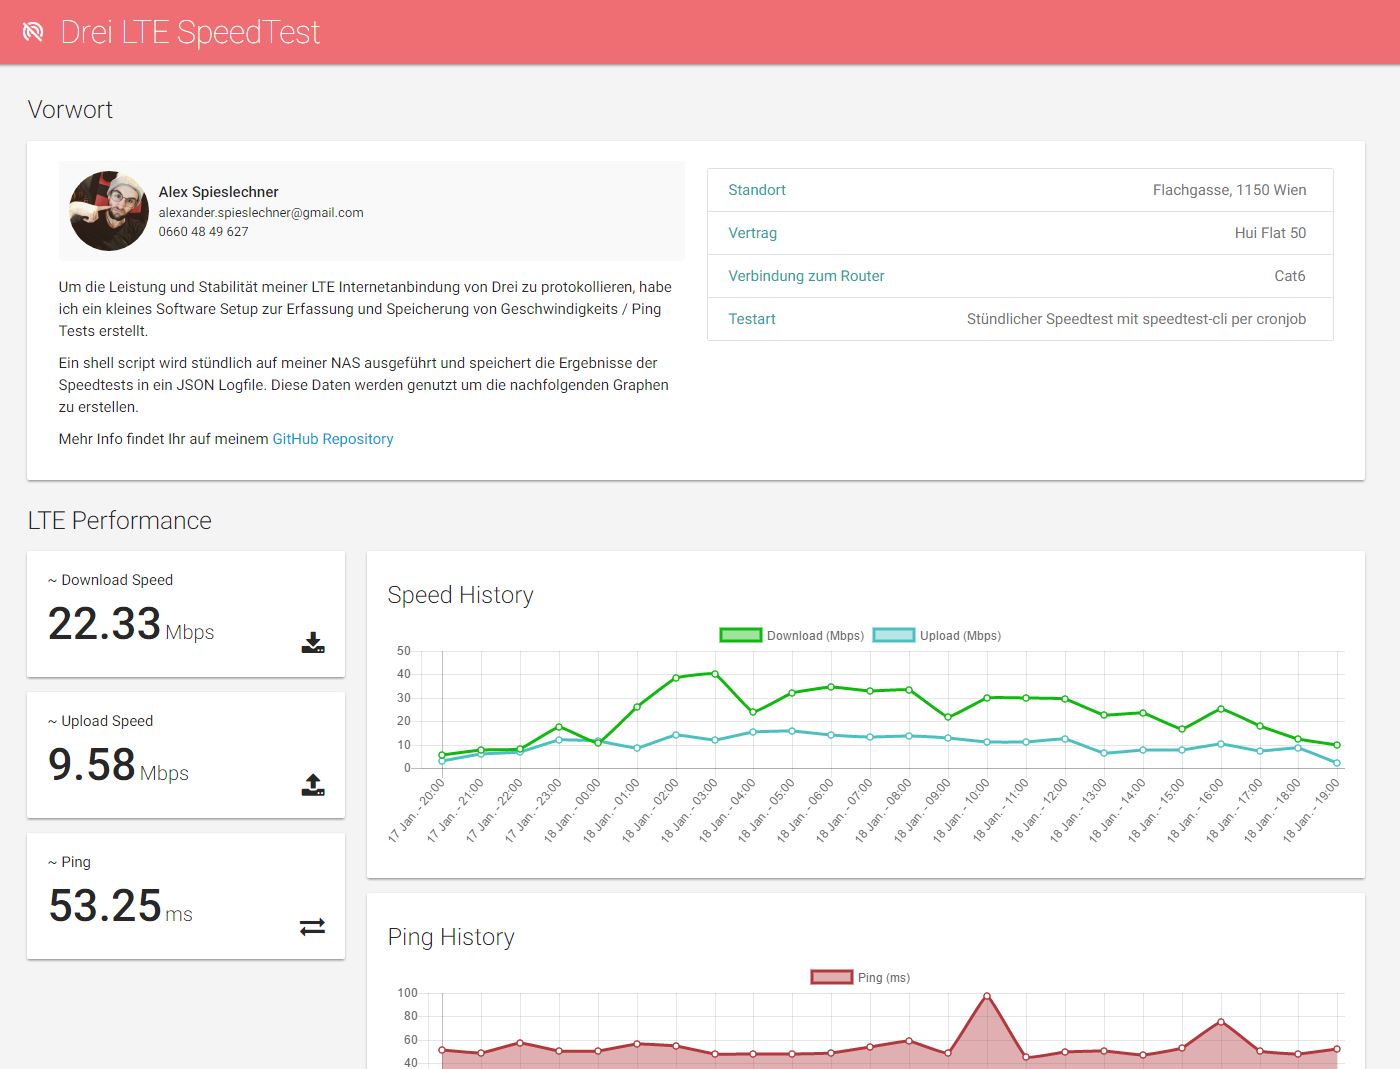 Drei LTE SpeedTest
Vorwort
Alex Spieslechner
alexander.spieslechner@gmail.com
0660 48 49 627
Um die Leistung und Stabilität meiner LTE Internetanbindung von Drei zu protokollieren, habe
ich ein kleines Software Setup zur Erfassung und Speicherung von Geschwindigkeits / Ping
Tests erstellt.
Ein shell script wird stündlich auf meiner NAS ausgeführt und speichert die Ergebnisse der
Speedtests in ein JSON Logfile. Diese Daten werden genutzt um die nachfolgenden Graphen
zu erstellen.
Mehr Info findet Ihr auf meinem GitHub Repository
Standort Flachgasse, 1150 Wien
Vertrag Hui Flat 50
Verbindung zum Router Cat6
Testart Stündlicher Speedtest mit speedtest-cli per cronjob
LTE Performance
~ Download Speed
22.33 Mbps
~ Upload Speed
9.58 Mbps
~ Ping
53.25 ms
Speed History
Download (Mbps) Upload (Mbps)
50
40
30
20
10
0
17 Jan. - 20:00
17 Jan. - 21:00
17 Jan. - 22:00
17 Jan. - 23:00
18 Jan. - 00:00
18 Jan. - 01:00
18 Jan. - 02:00
18 Jan. - 03:00
18 Jan. - 04:00
18 Jan. - 05:00
18 Jan. - 06:00
18 Jan. - 07:00
18 Jan. - 08:00
18 Jan. - 09:00
18 Jan. - 10:00
18 Jan. - 11:00
18 Jan. - 12:00
18 Jan. - 13:00
18 Jan. - 14:00
18 Jan. - 15:00
18 Jan. - 16:00
18 Jan. - 17:00
18 Jan. - 18:00
18 Jan. - 19:00
Ping History
Ping (ms)
100
80
60
40